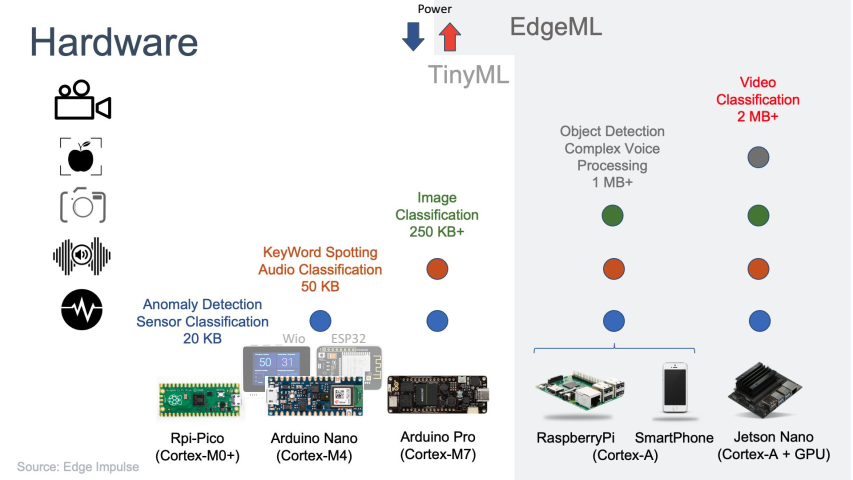 Hardware
Power
EdgeML
TinyML
Video
Classification
2 MB+
Object Detection
Complex Voice
Processing
1 MB+
Image
Classification
250 KB+
KeyWord Spotting
Audio Classification
50 KB
Anomaly Detection
Sensor Classification
20 KB
Wio
ESP32
50 31
Rpi-Pico
(Cortex-M0+)
Arduino Nano
(Cortex-M4)
Arduino Pro
(Cortex-M7)
RaspberryPi
SmartPhone
(Cortex-A)
Jetson Nano
(Cortex-A + GPU)
Source: Edge Impulse